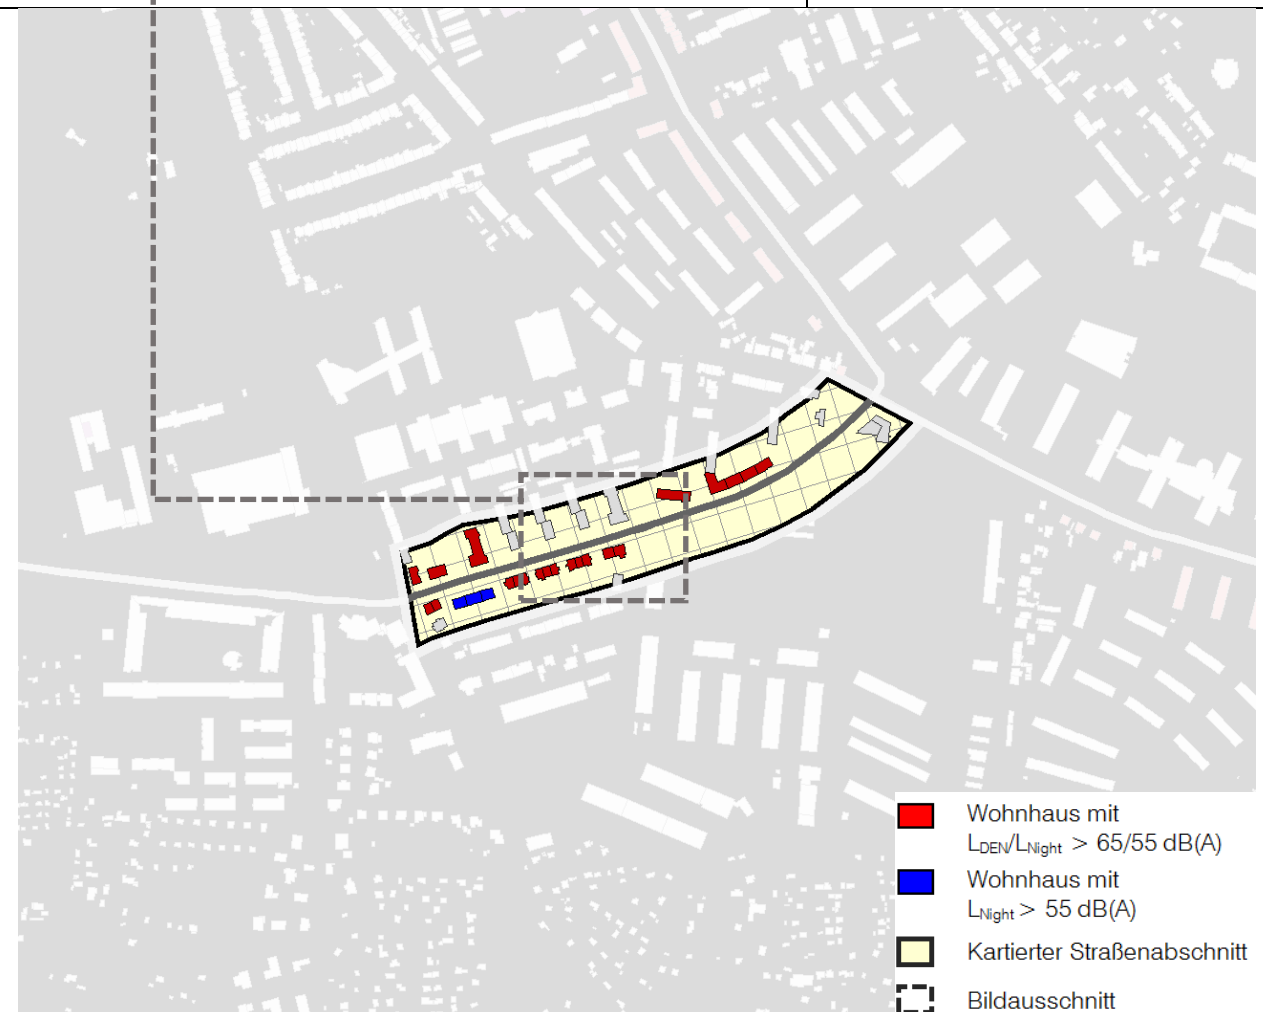 Wohnhaus mit
LDEN/LNight > 65/55 dB(A)
Wohnhaus mit
LNight > 55 dB(A)
Kartierter Straßenabschnitt
Bildausschnitt